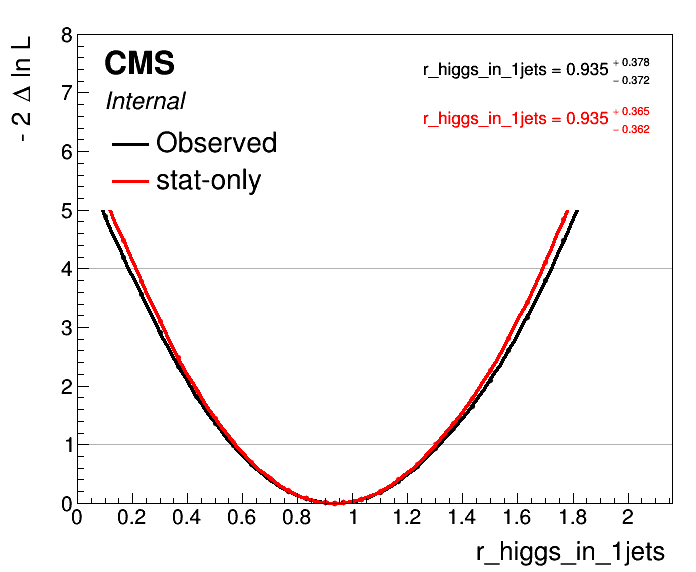 - 2 Δ ln L
8
7
6
5
4
3
2
1
0
CMS
Internal
Observed
stat-only
r_higgs_in_1jets = 0.935 + 0.378 − 0.372
r_higgs_in_1jets = 0.935 + 0.365 − 0.362
0 0.2 0.4 0.6 0.8 1 1.2 1.4 1.6 1.8 2
r_higgs_in_1jets